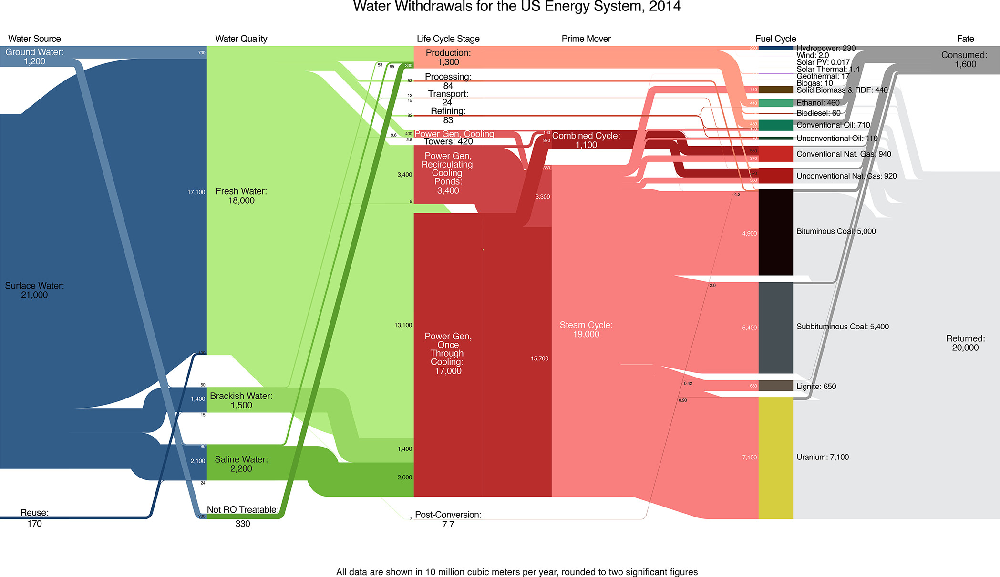 Water Withdrawals for the US Energy System, 2014
Water Source
Water Quality
Life Cycle Stage
Prime Mover
Fuel Cycle
Fate
Ground Water:
1,200
Surface Water:
21,000
Reuse:
170
730
17,100
130
50
1,400
15
96
2,100
24
330
Fresh Water:
18,000
Brackish Water:
1,500
Saline Water:
2,200
Not RO Treatable:
330
53
95
330
83
12
12
82
400
9.6
2.8
3,400
9
13,100
1,400
2,000
7
Production:
1,300
Processing:
84
Transport:
24
Refining:
83
Power Gen. Cooling
Towers: 420
Power Gen,
Recirculating
Cooling
Ponds:
3,400
Power Gen,
Once
Through
Cooling:
17,000
Post-Conversion:
7.7
160
870
350
3,300
15,700
Combined Cycle:
1,100
Steam Cycle:
19,000
230
430
440
450
190
70
550
370
520
350
4.2
4,900
2.0
5,400
0.42
650
0.90
7,100
Hydropower: 230
Wind: 2.0
Solar PV: 0.017
Solar Thermal: 1.4
Geothermal: 17
Biogas: 10
Solid Biomass & RDF: 440
Ethanol: 460
Biodiesel: 60
Conventional Oil: 710
Unconventional Oil: 110
Conventional Nat. Gas: 940
Unconventional Nat. Gas: 920
Bituminous Coal: 5,000
Subbituminous Coal: 5,400
Lignite: 650
Uranium: 7,100
Consumed:
1,600
Returned:
20,000
All data are shown in 10 million cubic meters per year, rounded to two significant figures